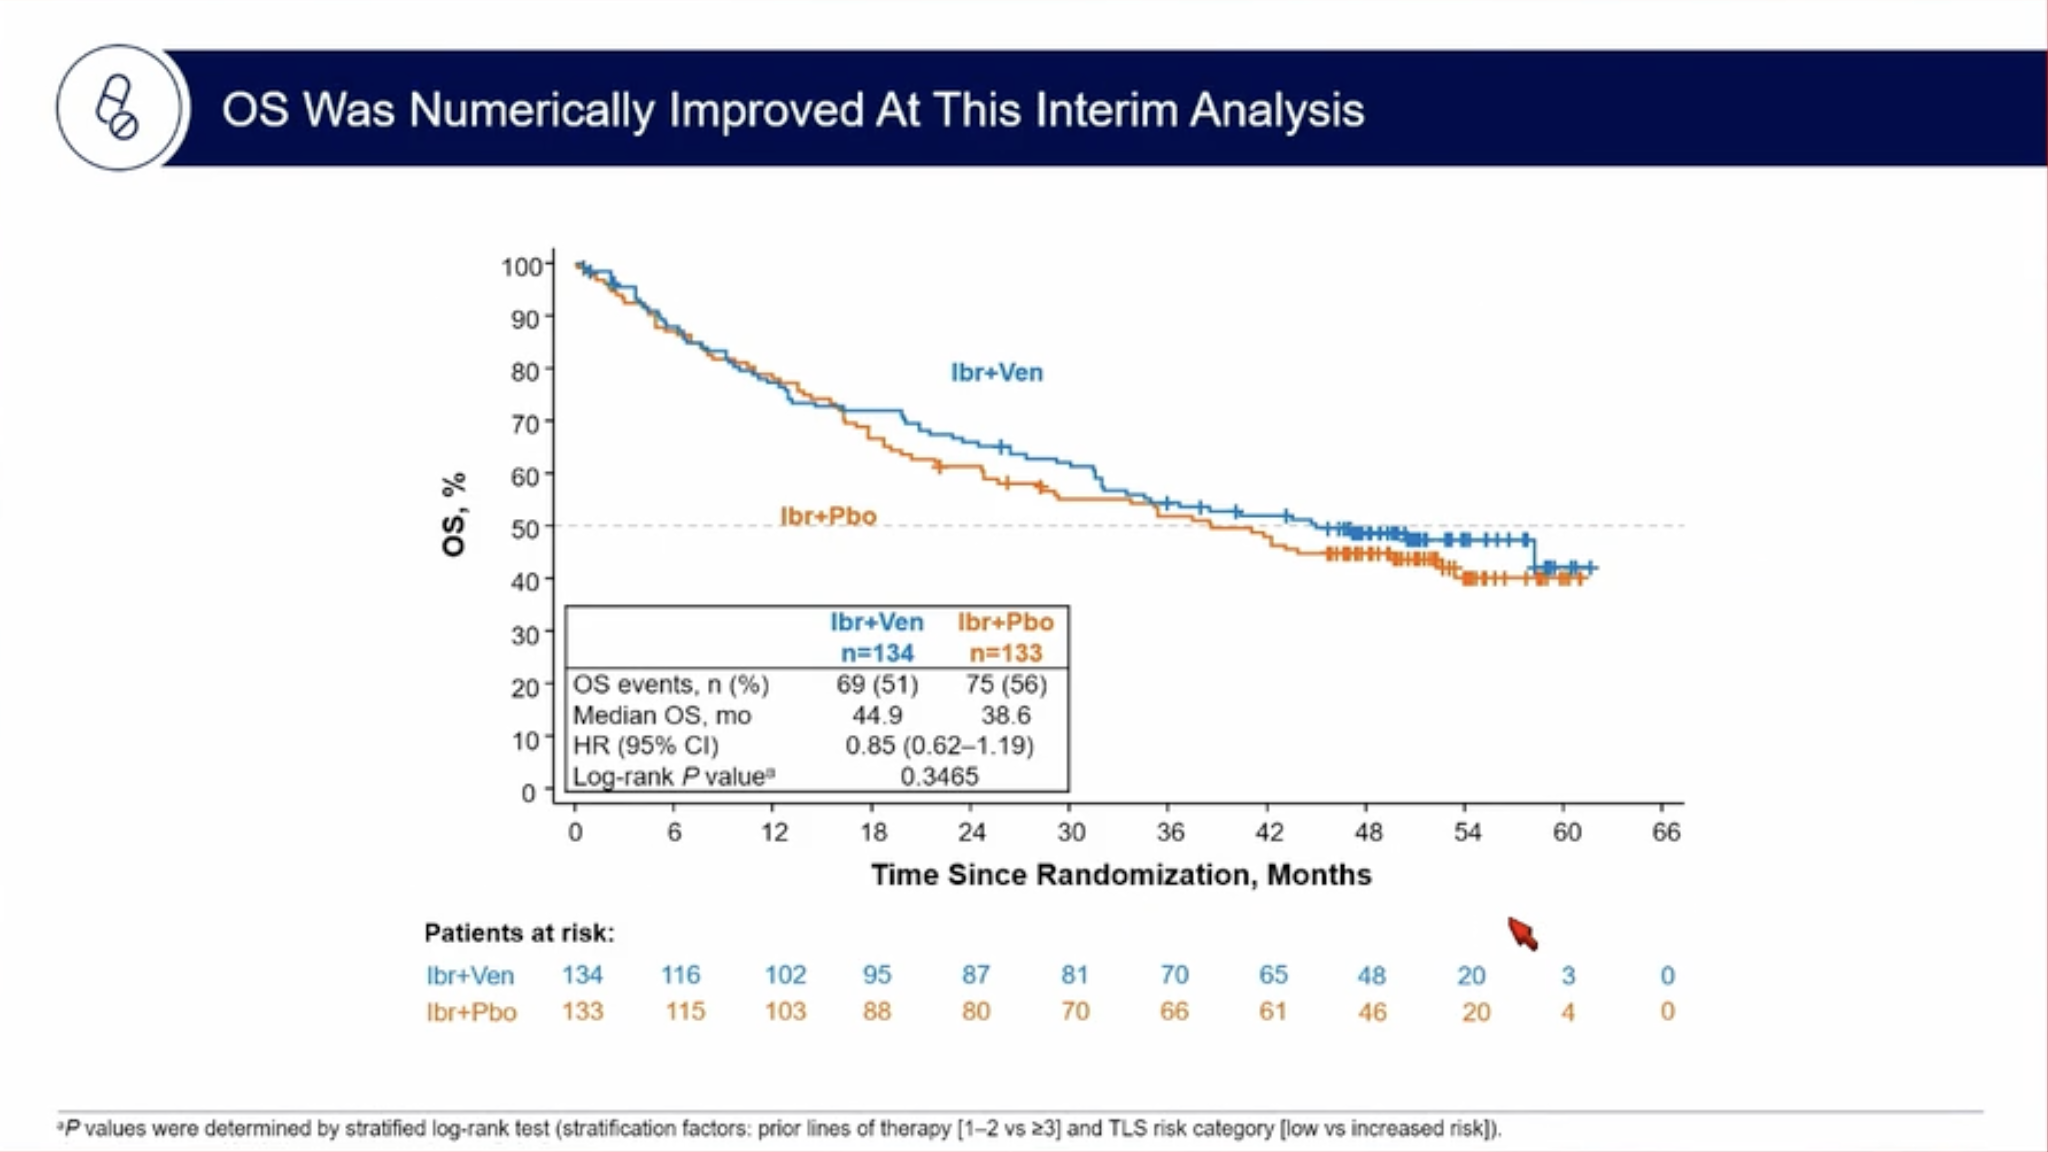 OS Was Numerically Improved At This Interim Analysis
100
90
80
70
60
50
40
30
20
10
0
OS, %
Ibr+Ven
Ibr+Pbo
Ibr+Ven Ibr+Pbo
n=134 n=133
OS events, n (%) 69 (51) 75 (56)
Median OS, mo 44.9 38.6
HR (95% CI) 0.85 (0.62–1.19)
Log-rank P valueᵃ 0.3465
0 6 12 18 24 30 36 42 48 54 60 66
Time Since Randomization, Months
Patients at risk:
Ibr+Ven 134 116 102 95 87 81 70 65 48 20 3 0
Ibr+Pbo 133 115 103 88 80 70 66 61 46 20 4 0
ᵃP values were determined by stratified log-rank test (stratification factors: prior lines of therapy [1–2 vs ≥3] and TLS risk category [low vs increased risk]).